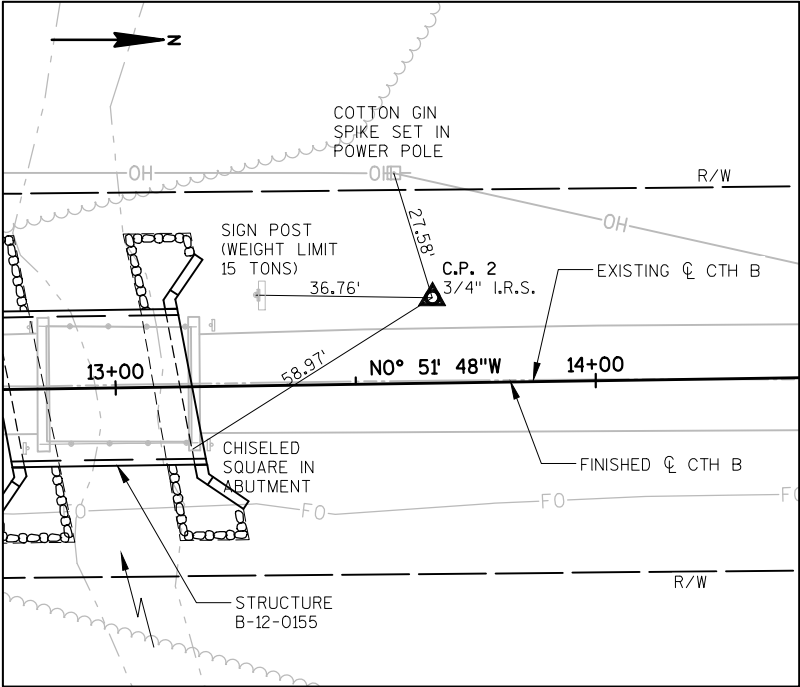 N
COTTON GIN
SPIKE SET IN
POWER POLE
OH
OH
R/W
OH
27.58'
SIGN POST
(WEIGHT LIMIT
15 TONS)
C.P. 2
3/4" I.R.S.
36.76'
EXISTING ℄ CTH B
58.97'
13+00
N0° 51' 48"W
14+00
CHISELED
SQUARE IN
ABUTMENT
FINISHED ℄ CTH B
FO
FO
FO
FO
R/W
STRUCTURE
B-12-0155